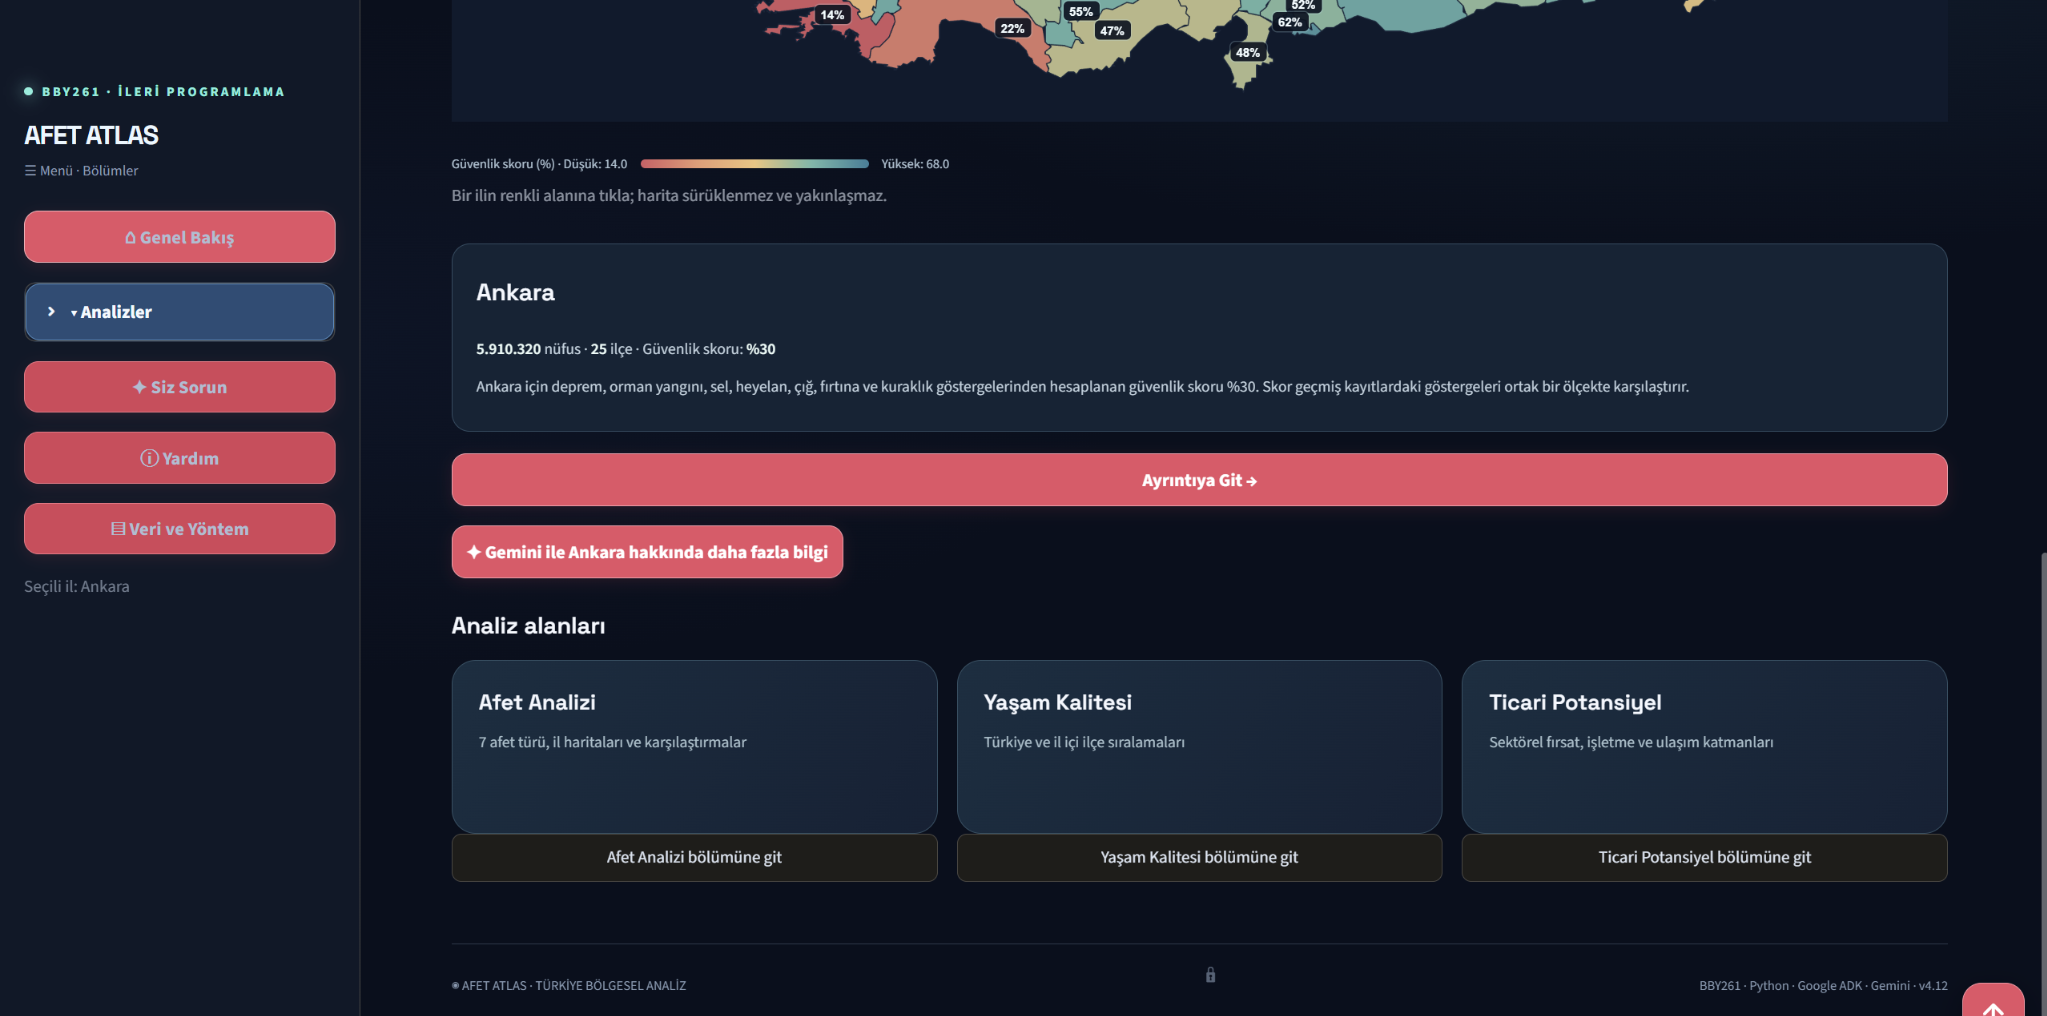 BBY261 · İLERİ PROGRAMLAMA
AFET ATLAS
☰ Menü · Bölümler
⌂ Genel Bakış
▾ Analizler
✦ Siz Sorun
ⓘ Yardım
▤ Veri ve Yöntem
Seçili il: Ankara
14%
22%
55%
47%
52%
62%
48%
Güvenlik skoru (%) · Düşük: 14.0
Yüksek: 68.0
Bir ilin renkli alanına tıkla; harita sürüklenmez ve yakınlaşmaz.
Ankara
5.910.320 nüfus · 25 ilçe · Güvenlik skoru: %30
Ankara için deprem, orman yangını, sel, heyelan, çığ, fırtına ve kuraklık göstergelerinden hesaplanan güvenlik skoru %30. Skor geçmiş kayıtlardaki göstergeleri ortak bir ölçekte karşılaştırır.
Ayrıntıya Git →
✦ Gemini ile Ankara hakkında daha fazla bilgi
Analiz alanları
Afet Analizi
7 afet türü, il haritaları ve karşılaştırmalar
Afet Analizi bölümüne git
Yaşam Kalitesi
Türkiye ve il içi ilçe sıralamaları
Yaşam Kalitesi bölümüne git
Ticari Potansiyel
Sektörel fırsat, işletme ve ulaşım katmanları
Ticari Potansiyel bölümüne git
◉ AFET ATLAS · TÜRKİYE BÖLGESEL ANALİZ
BBY261 · Python · Google ADK · Gemini · v4.12